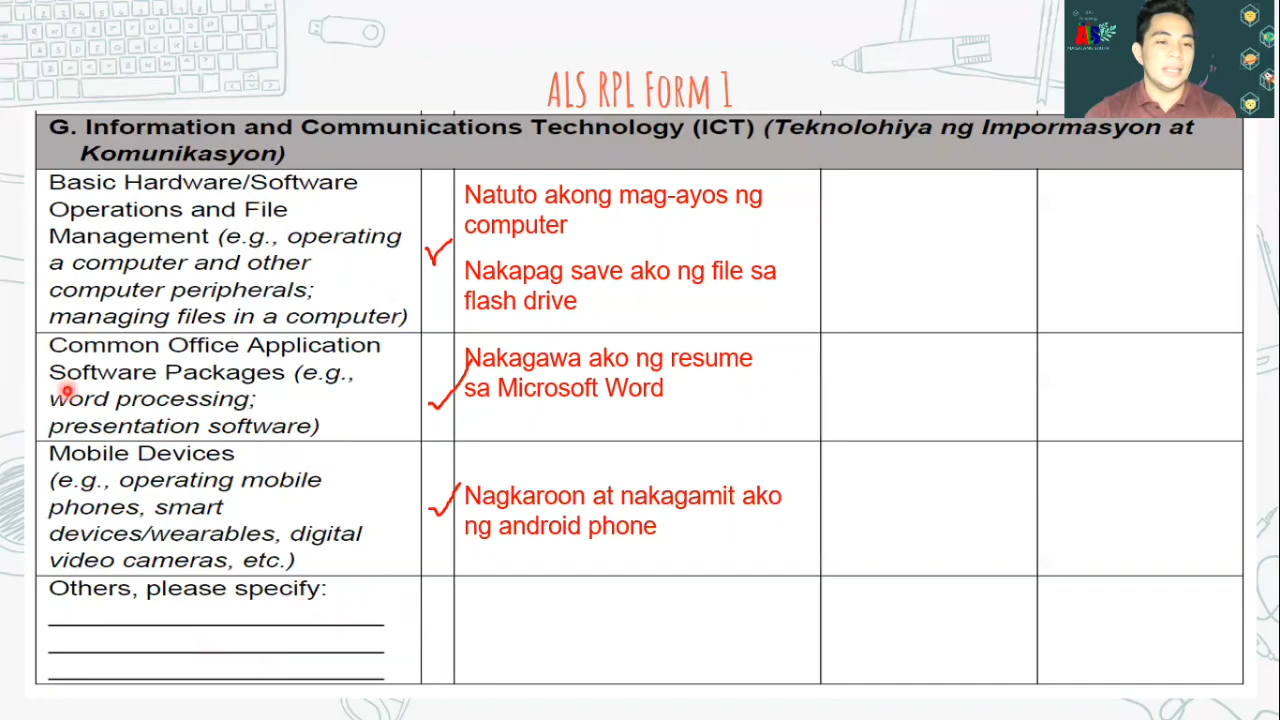 ALS RPL FORM 1
ALS
G. Information and Communications Technology (ICT) (Teknolohiya ng Impormasyon at
Komunikasyon)
Basic Hardware/Software
Operations and File
Management (e.g., operating
a computer and other
computer peripherals;
managing files in a computer)
Natuto akong mag-ayos ng
computer
Nakapag save ako ng file sa
flash drive
Common Office Application
Software Packages (e.g.,
word processing;
presentation software)
Nakagawa ako ng resume
sa Microsoft Word
Mobile Devices
(e.g., operating mobile
phones, smart
devices/wearables, digital
video cameras, etc.)
Nagkaroon at nakagamit ako
ng android phone
Others, please specify: